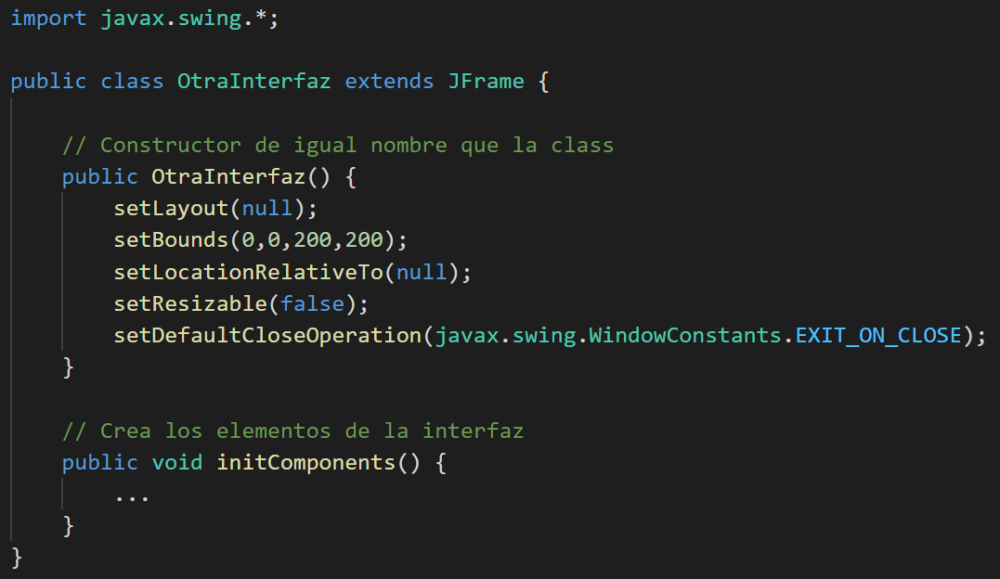 import javax.swing.*;
public class OtraInterfaz extends JFrame {
// Constructor de igual nombre que la class
public OtraInterfaz() {
setLayout(null);
setBounds(0,0,200,200);
setLocationRelativeTo(null);
setResizable(false);
setDefaultCloseOperation(javax.swing.WindowConstants.EXIT_ON_CLOSE);
}
// Crea los elementos de la interfaz
public void initComponents() {
...
}
}